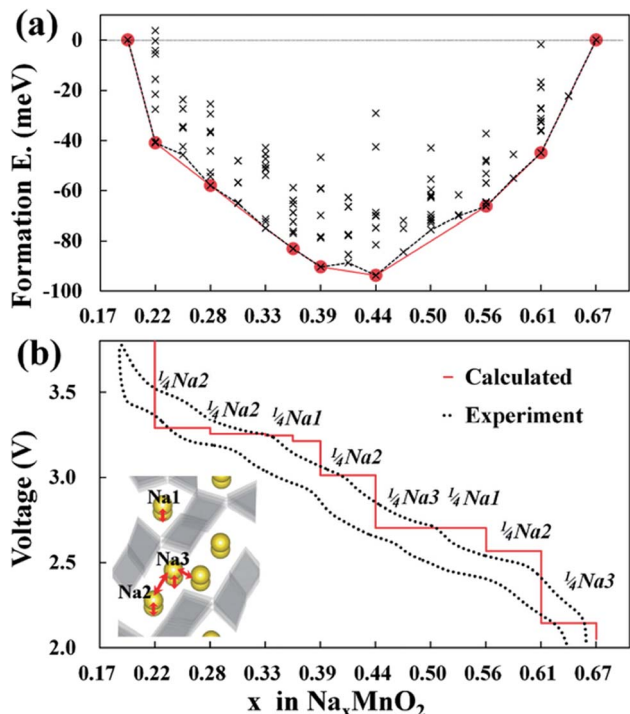 (a)
Formation E. (meV)
0
-20
-40
-60
-80
-100
0.17 0.22 0.28 0.33 0.39 0.44 0.50 0.56 0.61 0.67
(b)
Voltage (V)
3.5
3.0
2.5
2.0
Calculated
Experiment
¼Na2
¼Na2
¼Na1
¼Na2
¼Na3
¼Na1
¼Na2
¼Na3
Na1
Na3
Na2
0.17 0.22 0.28 0.33 0.39 0.44 0.50 0.56 0.61 0.67
x in NaₓMnO₂